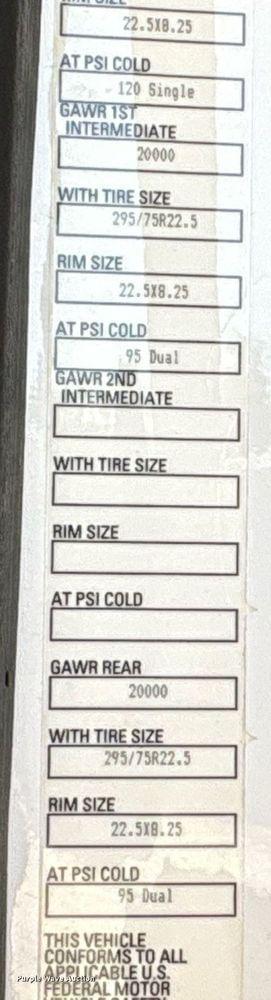 RIM SIZE
22.5X8.25
AT PSI COLD
120 Single
GAWR 1ST
INTERMEDIATE
20000
WITH TIRE SIZE
295/75R22.5
RIM SIZE
22.5X8.25
AT PSI COLD
95 Dual
GAWR 2ND
INTERMEDIATE
WITH TIRE SIZE
RIM SIZE
AT PSI COLD
GAWR REAR
20000
WITH TIRE SIZE
295/75R22.5
RIM SIZE
22.5X8.25
AT PSI COLD
95 Dual
THIS VEHICLE
CONFORMS TO ALL
APPLICABLE U.S.
FEDERAL MOTOR
Purple Wave Auction